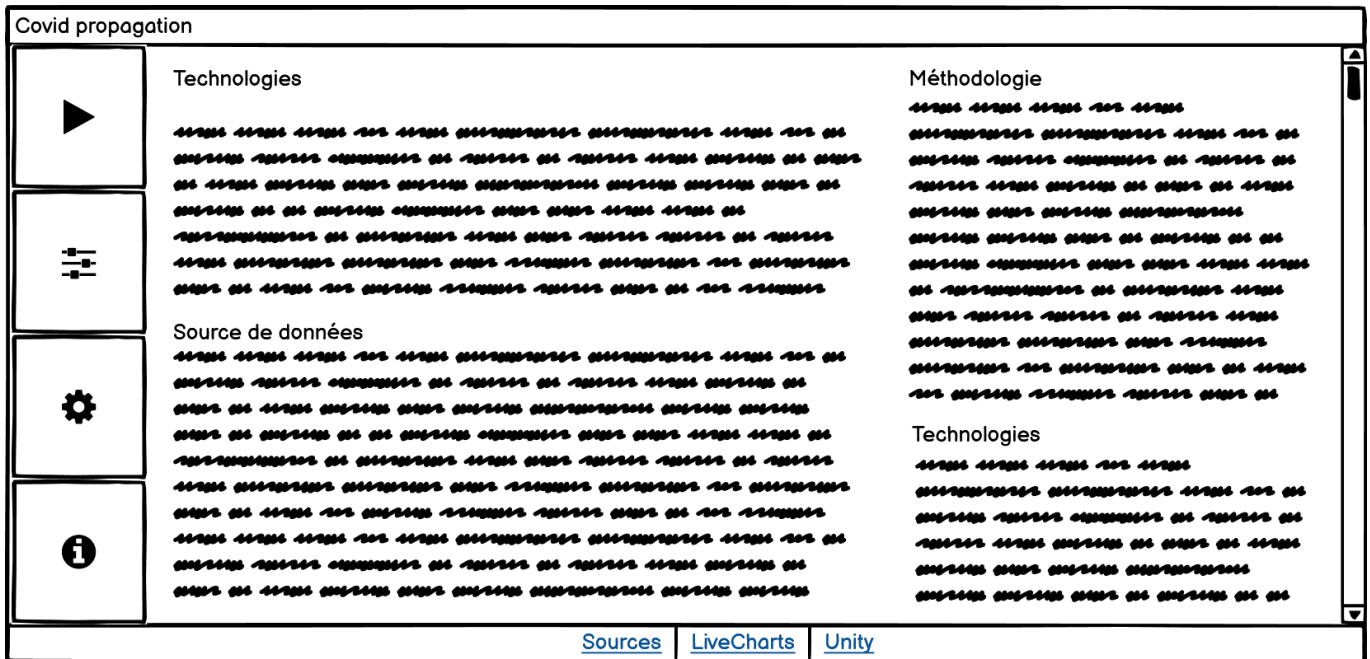 Covid propagation
Technologies
Source de données
Méthodologie
Technologies
Sources
LiveCharts
Unity